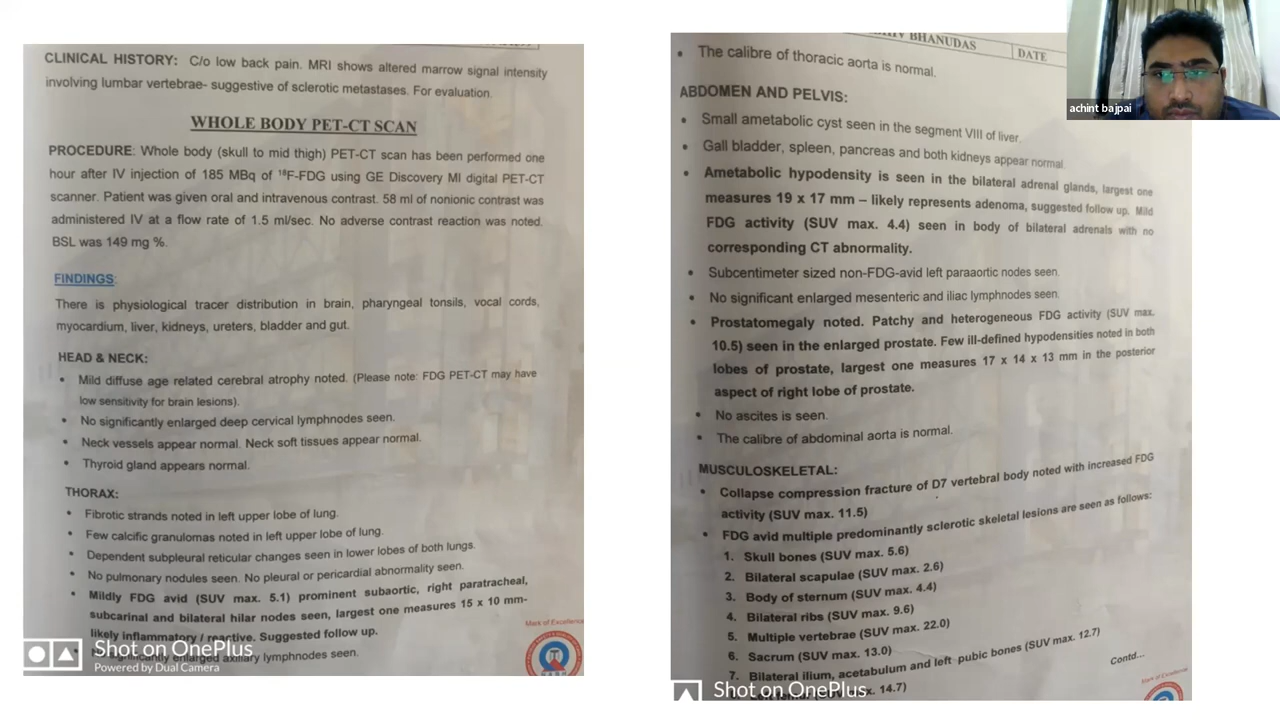 CLINICAL HISTORY: C/o low back pain. MRI shows altered marrow signal intensity
involving lumbar vertebrae- suggestive of sclerotic metastases. For evaluation.
WHOLE BODY PET-CT SCAN
PROCEDURE: Whole body (skull to mid thigh) PET-CT scan has been performed one
hour after IV injection of 185 MBq of ¹⁸F-FDG using GE Discovery MI digital PET-CT
scanner. Patient was given oral and intravenous contrast. 58 ml of nonionic contrast was
administered IV at a flow rate of 1.5 ml/sec. No adverse contrast reaction was noted.
BSL was 149 mg %.
FINDINGS:
There is physiological tracer distribution in brain, pharyngeal tonsils, vocal cords,
myocardium, liver, kidneys, ureters, bladder and gut.
HEAD & NECK:
• Mild diffuse age related cerebral atrophy noted. (Please note: FDG PET-CT may have
low sensitivity for brain lesions).
• No significantly enlarged deep cervical lymphnodes seen.
• Neck vessels appear normal. Neck soft tissues appear normal.
• Thyroid gland appears normal.
THORAX:
• Fibrotic strands noted in left upper lobe of lung.
• Few calcific granulomas noted in left upper lobe of lung.
• Dependent subpleural reticular changes seen in lower lobes of both lungs.
• No pulmonary nodules seen. No pleural or pericardial abnormality seen.
• Mildly FDG avid (SUV max. 5.1) prominent subaortic, right paratracheal,
subcarinal and bilateral hilar nodes seen, largest one measures 15 x 10 mm-
likely inflammatory / reactive. Suggested follow up.
enlarged axillary lymphnodes seen.
Mark of Excellence
Shot on OnePlus
Powered by Dual Camera
BHANUDAS
DATE
• The calibre of thoracic aorta is normal.
ABDOMEN AND PELVIS:
• Small ametabolic cyst seen in the segment VIII of liver.
• Gall bladder, spleen, pancreas and both kidneys appear normal.
• Ametabolic hypodensity is seen in the bilateral adrenal glands, largest one
measures 19 x 17 mm – likely represents adenoma, suggested follow up. Mild
FDG activity (SUV max. 4.4) seen in body of bilateral adrenals with no
corresponding CT abnormality.
• Subcentimeter sized non-FDG-avid left paraaortic nodes seen.
• No significant enlarged mesenteric and iliac lymphnodes seen.
• Prostatomegaly noted. Patchy and heterogeneous FDG activity (SUV max.
10.5) seen in the enlarged prostate. Few ill-defined hypodensities noted in both
lobes of prostate, largest one measures 17 x 14 x 13 mm in the posterior
aspect of right lobe of prostate.
• No ascites is seen.
• The calibre of abdominal aorta is normal.
MUSCULOSKELETAL:
• Collapse compression fracture of D7 vertebral body noted with increased FDG
activity (SUV max. 11.5)
• FDG avid multiple predominantly sclerotic skeletal lesions are seen as follows:
1. Skull bones (SUV max. 5.6)
2. Bilateral scapulae (SUV max. 2.6)
3. Body of sternum (SUV max. 4.4)
4. Bilateral ribs (SUV max. 9.6)
5. Multiple vertebrae (SUV max. 22.0)
6. Sacrum (SUV max. 13.0)
7. Bilateral ilium, acetabulum and left pubic bones (SUV max. 12.7)
14.7)
Contd...
Mark of Excellence
Shot on OnePlus
achint bajpai